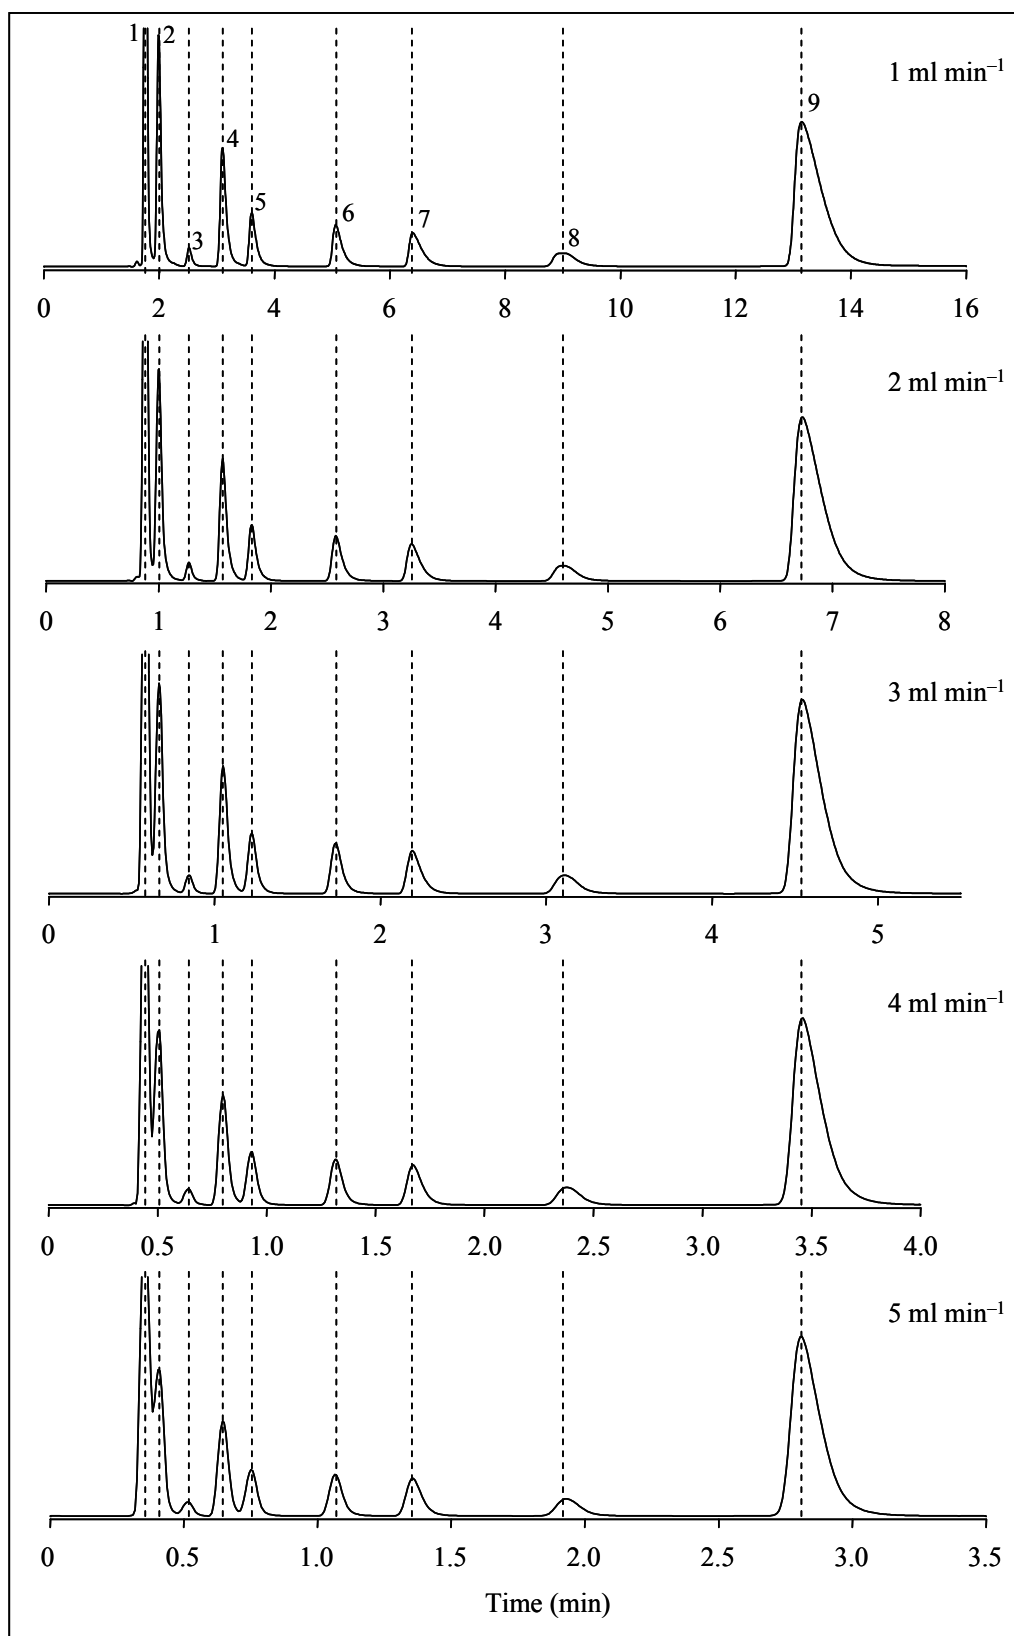 1 2
1 ml min⁻¹
9
4
5
6
7
3
8
0 2 4 6 8 10 12 14 16
2 ml min⁻¹
0 1 2 3 4 5 6 7 8
3 ml min⁻¹
0 1 2 3 4 5
4 ml min⁻¹
0 0.5 1.0 1.5 2.0 2.5 3.0 3.5 4.0
5 ml min⁻¹
0 0.5 1.0 1.5 2.0 2.5 3.0 3.5
Time (min)